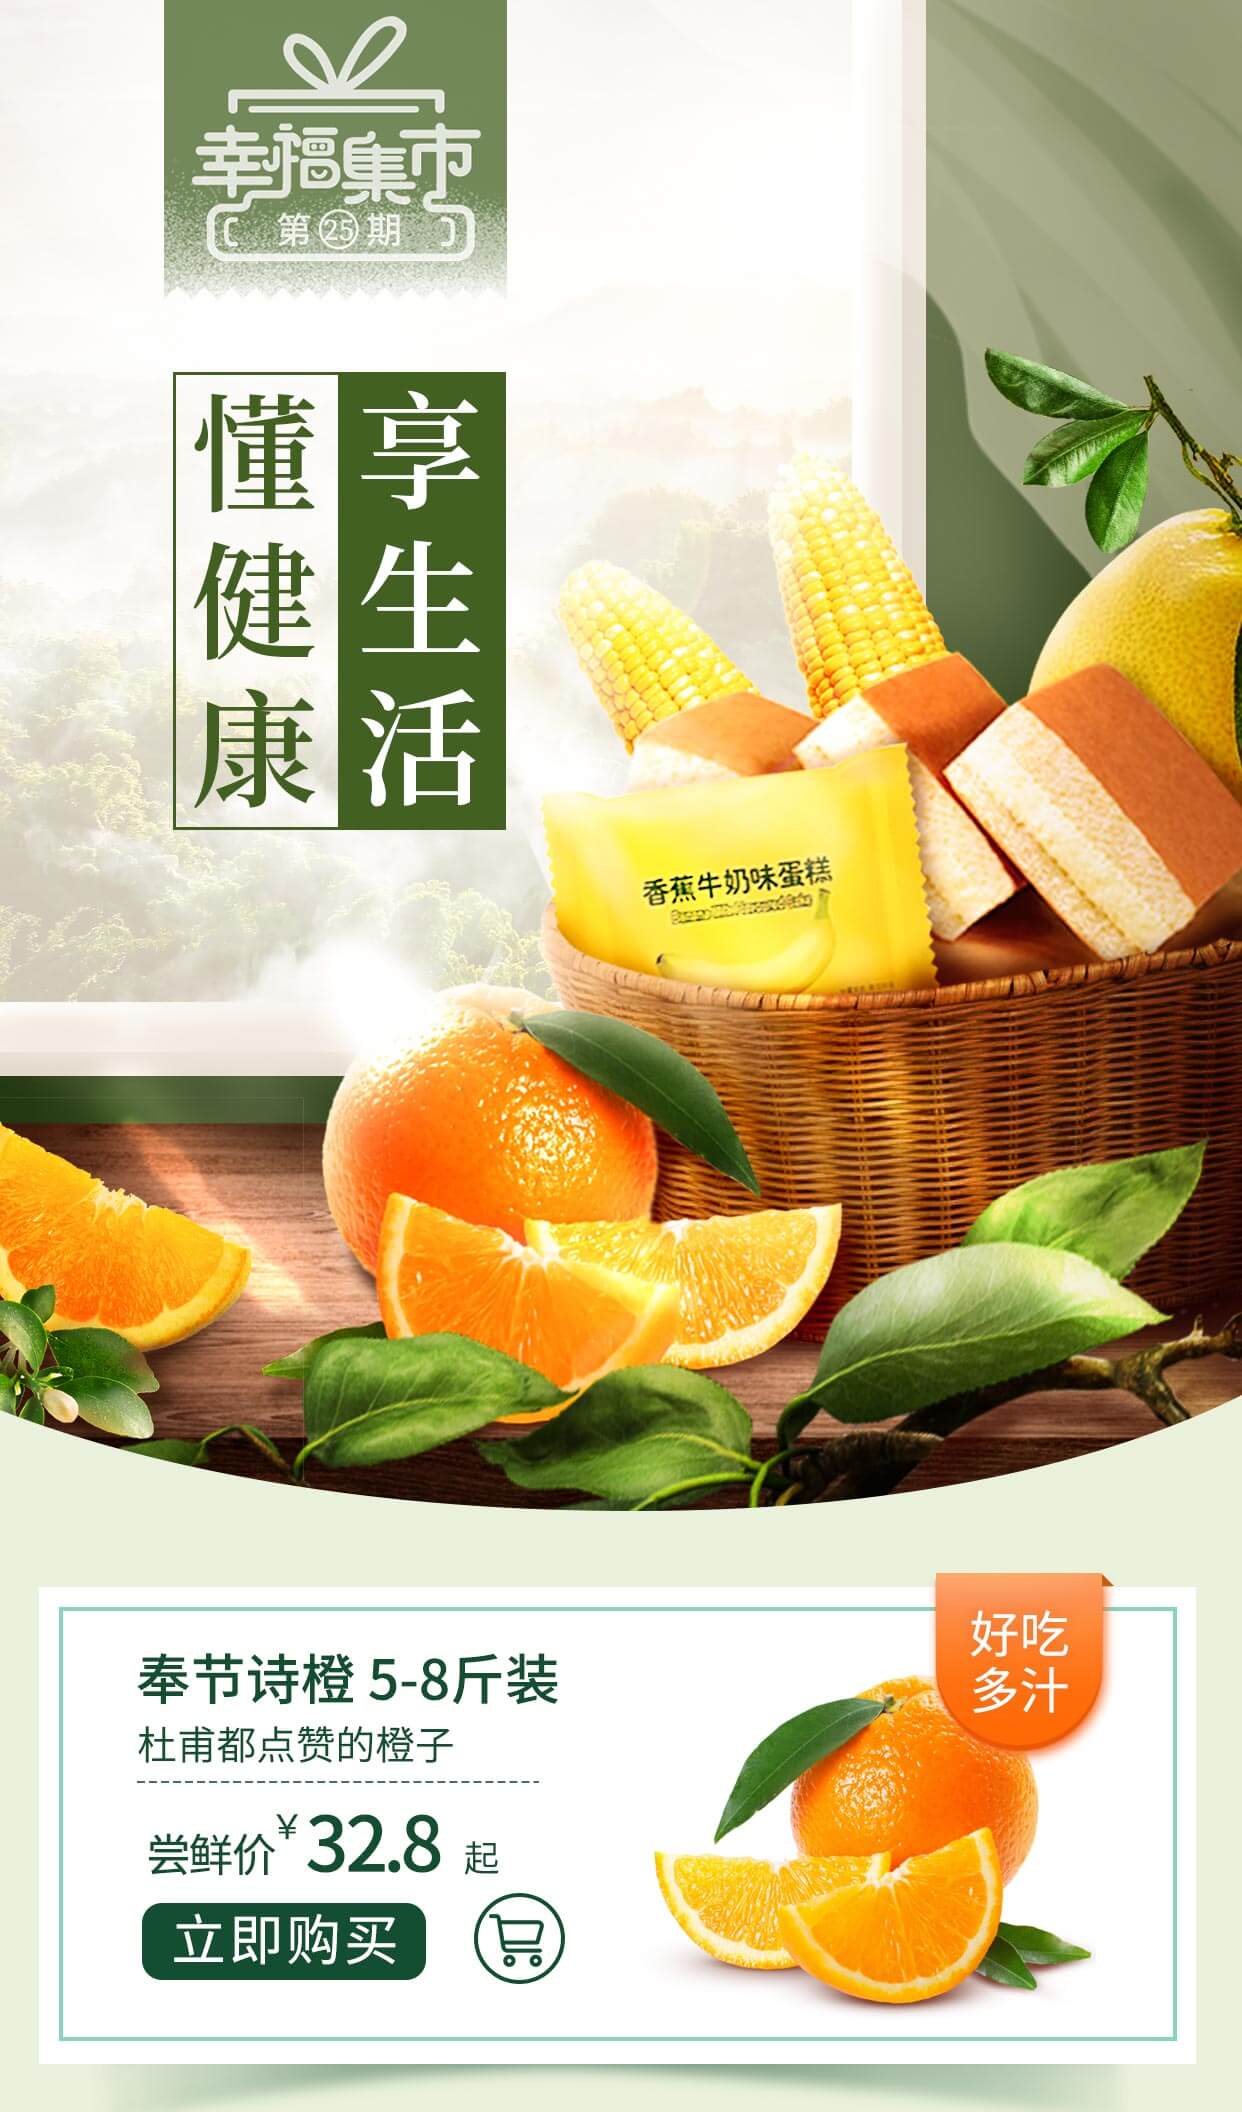 幸福集市
第25期
懂健康
享生活
香蕉牛奶味蛋糕
好吃
多汁
奉节诗橙 5-8斤装
杜甫都点赞的橙子
尝鲜价¥32.8 起
立即购买